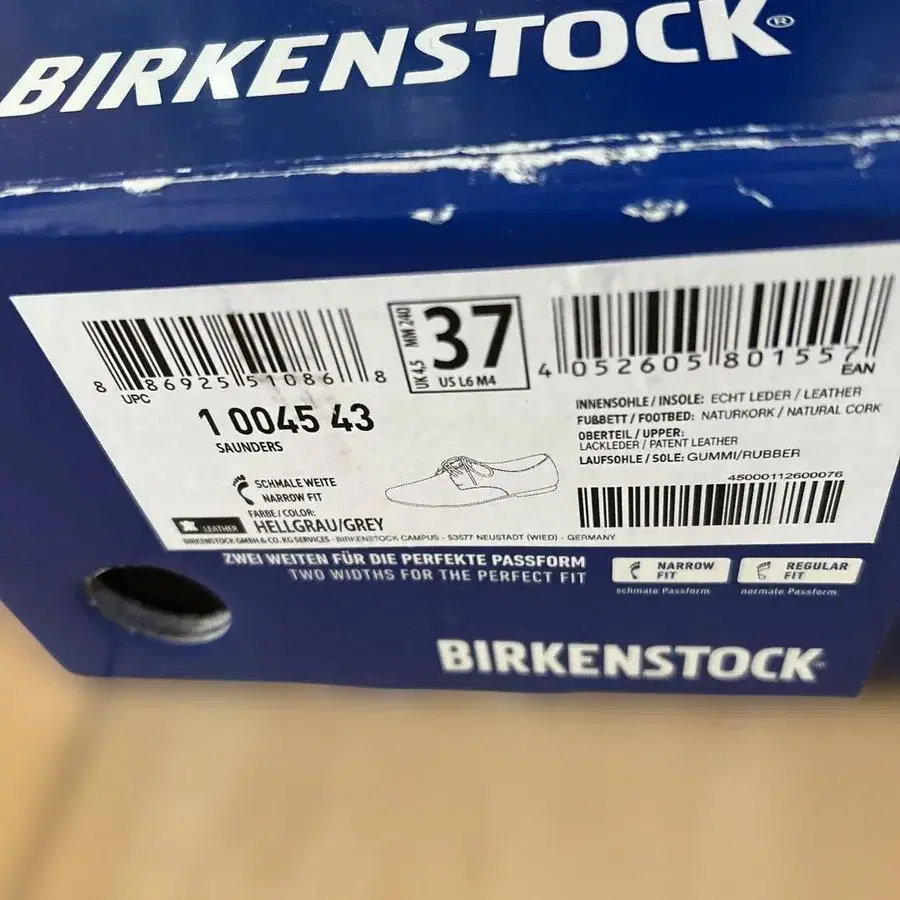 BIRKENSTOCK®
8 86925 51086 8
UPC
1 0045 43
SAUNDERS
SCHMALE WEITE
NARROW FIT
FARBE/COLOR:
HELLGRAU/GREY
LEATHER
UK 4,5 MM 240
37
US L6 M4
4 052605 801557
EAN
INNENSOHLE / INSOLE: ECHT LEDER / LEATHER
FUßBETT / FOOTBED: NATURKORK / NATURAL CORK
OBERTEIL / UPPER:
LACKLEDER / PATENT LEATHER
LAUFSOHLE / SOLE: GUMMI/RUBBER
45000112600076
BIRKENSTOCK GMBH & CO. KG SERVICES - BIRKENSTOCK CAMPUS - 53577 NEUSTADT (WIED) - GERMANY
ZWEI WEITEN FÜR DIE PERFEKTE PASSFORM
TWO WIDTHS FOR THE PERFECT FIT
NARROW
FIT
schmale Passform
REGULAR
FIT
normale Passform
BIRKENSTOCK